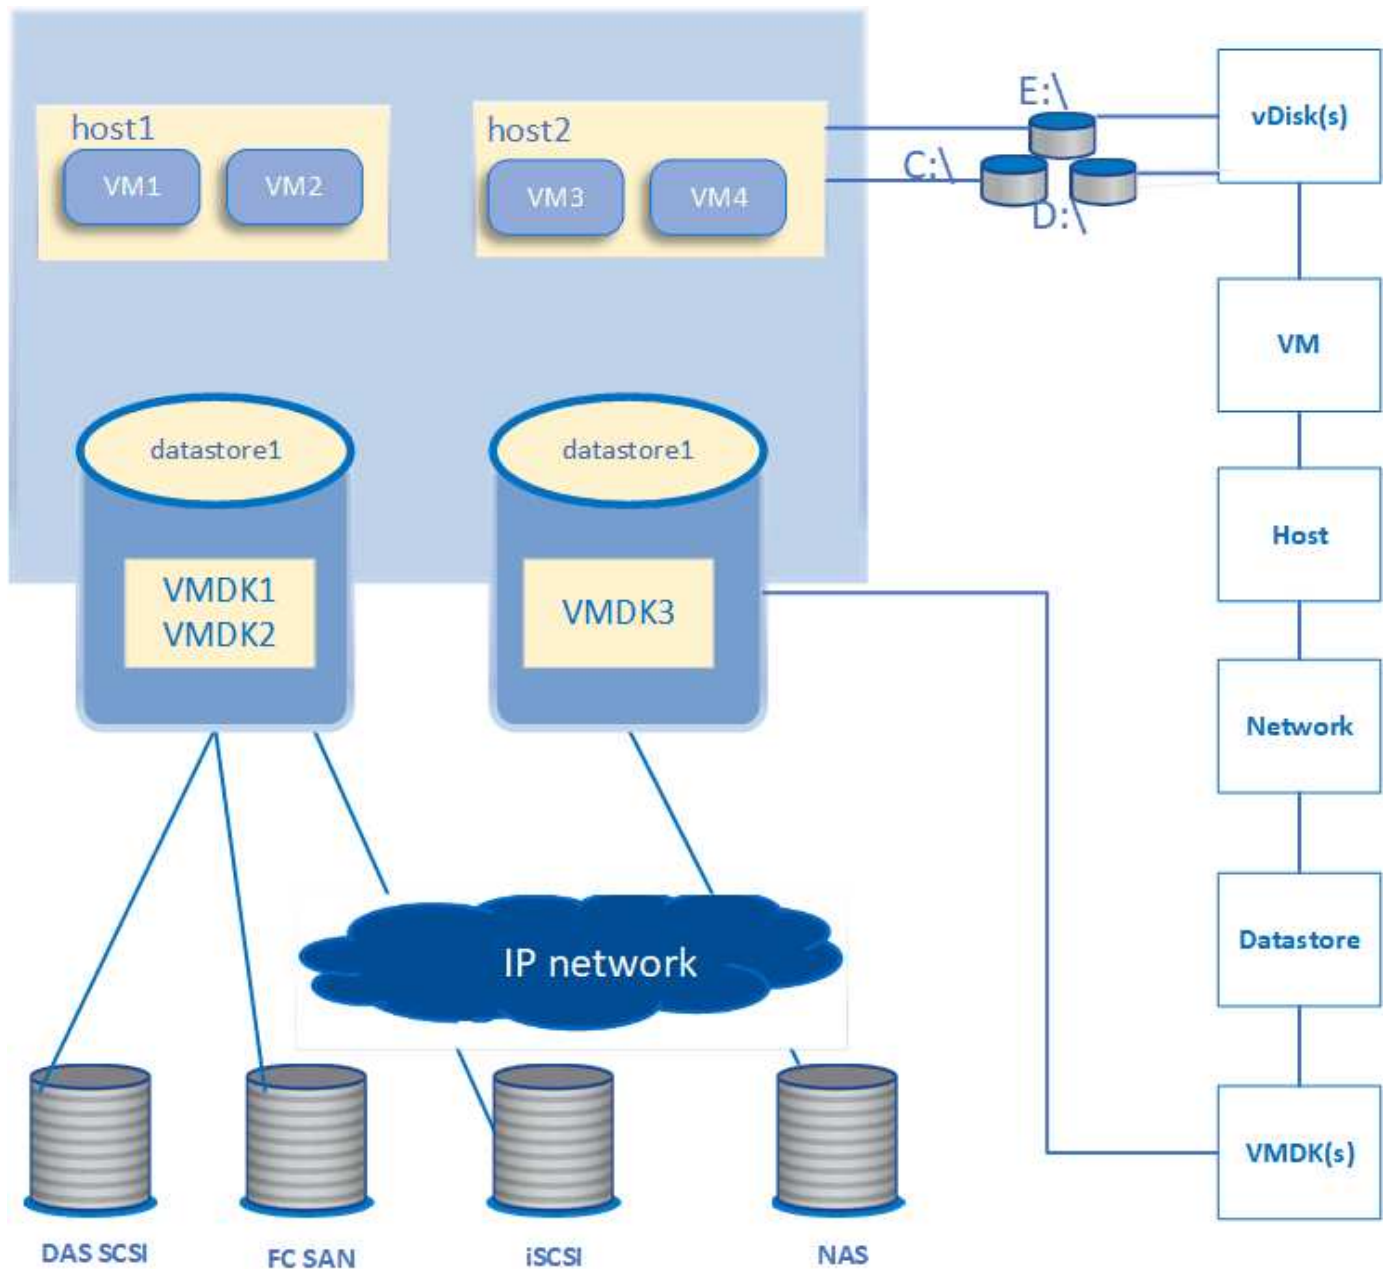 E:\
vDisk(s)
host1
host2
C:\
VM1
VM2
VM3
VM4
D:\
VM
datastore1
datastore1
Host
VMDK1
VMDK2
VMDK3
Network
IP network
Datastore
VMDK(s)
DAS SCSI
FC SAN
iSCSI
NAS